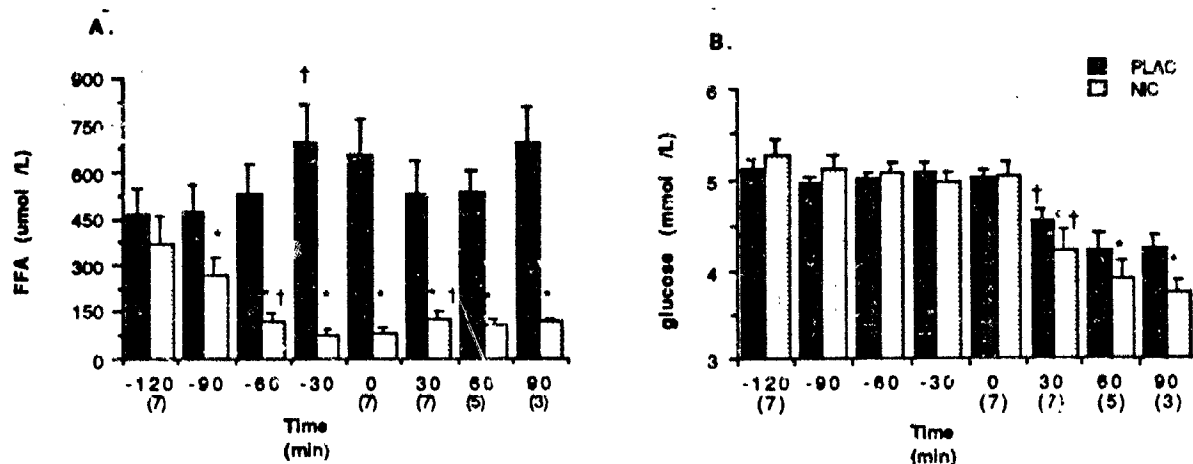 A.
900
750
600
450
300
150
0
FFA (umol /L)
†
*
* †
*
*
* †
*
*
-120 -90 -60 -30 0 30 60 90
(7) (7) (7) (5) (3)
Time
(min)
B.
PLAC
NIC
6
5
4
3
glucose (mmol /L)
†
* †
*
*
-120 -90 -60 -30 0 30 60 90
(7) (7) (7) (5) (3)
Time
(min)